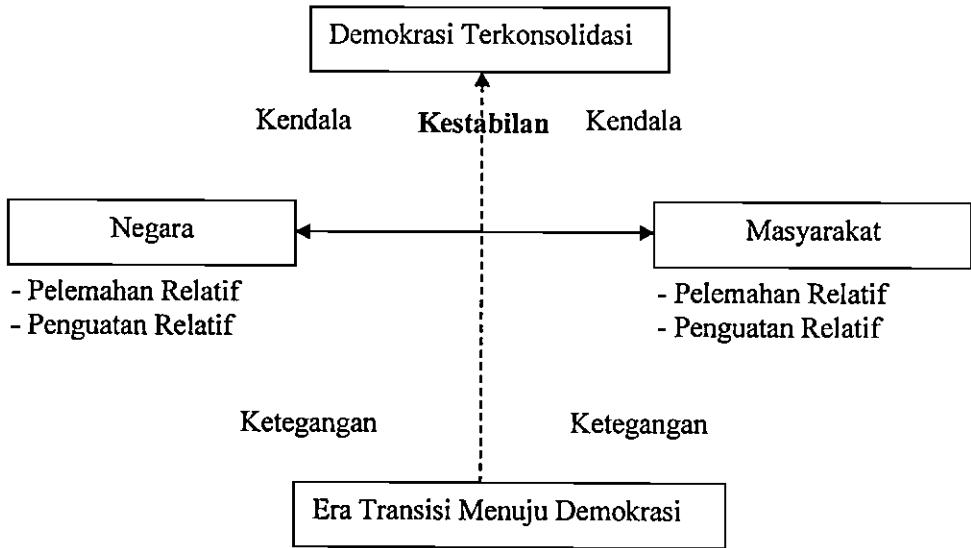 Demokrasi Terkonsolidasi
Kendala Kestabilan Kendala
Negara
Masyarakat
- Pelemahan Relatif
- Penguatan Relatif
- Pelemahan Relatif
- Penguatan Relatif
Ketegangan Ketegangan
Era Transisi Menuju Demokrasi